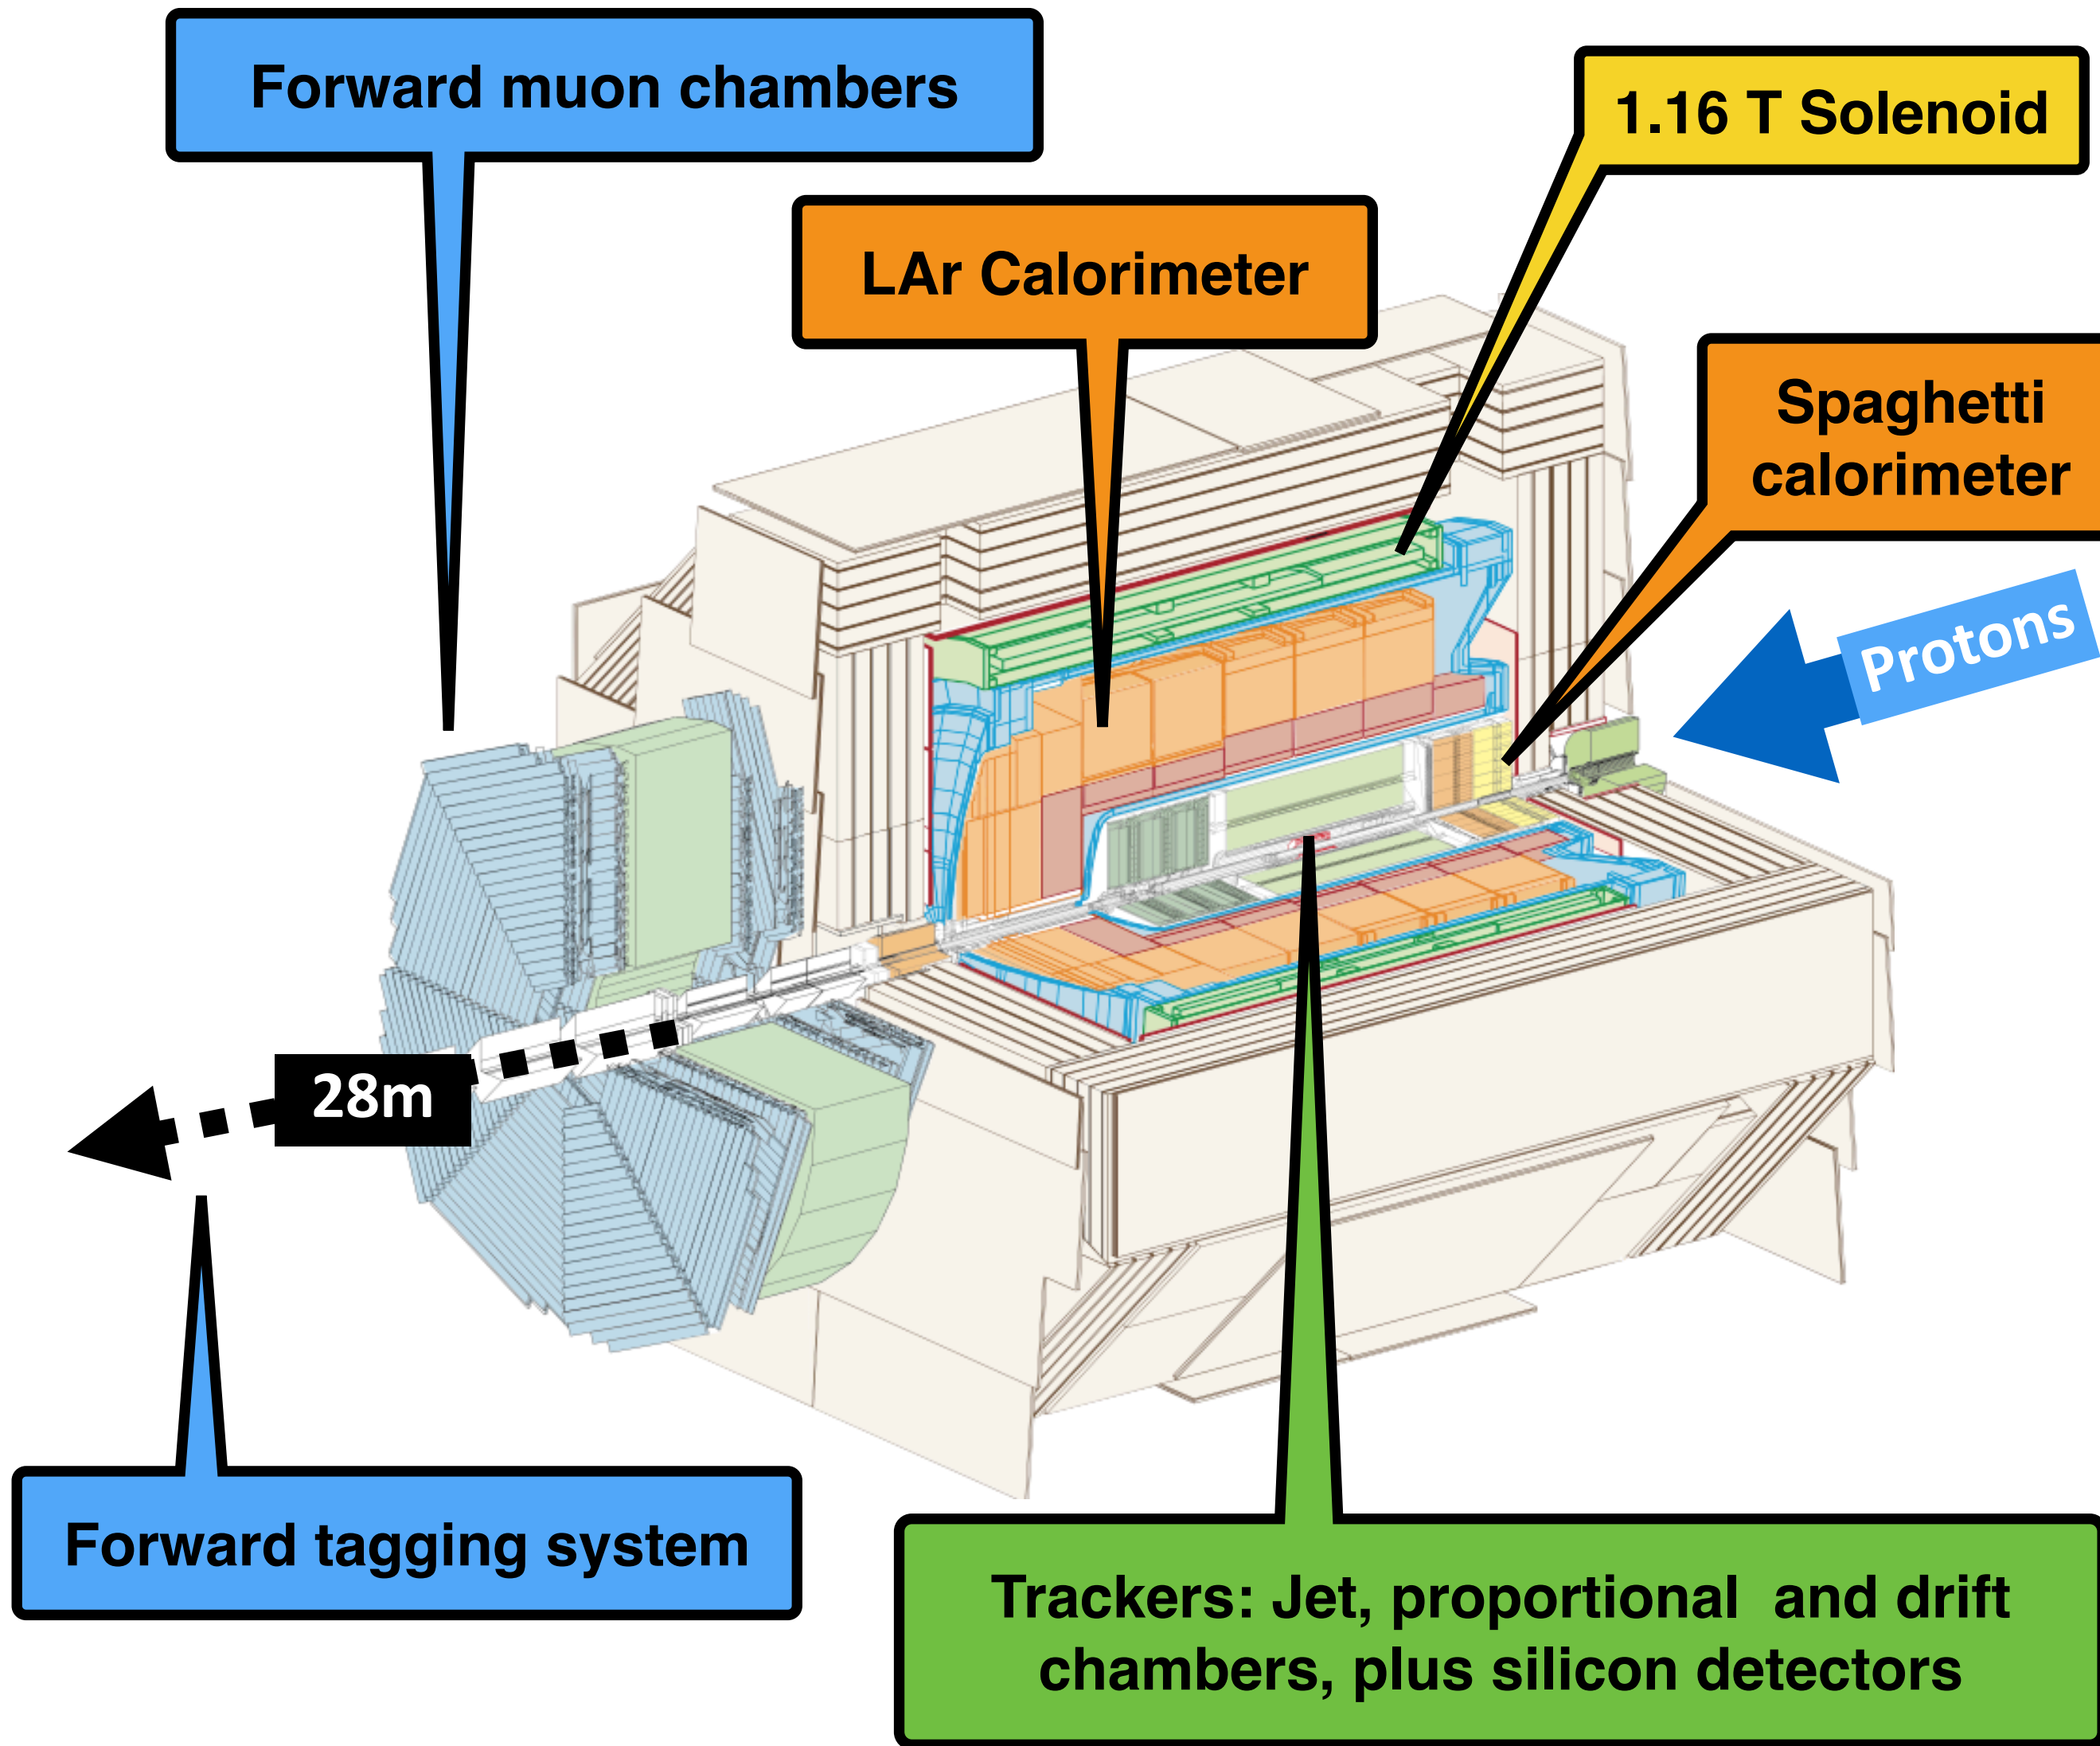 Forward muon chambers
1.16 T Solenoid
LAr Calorimeter
Spaghetti
calorimeter
Protons
28m
Forward tagging system
Trackers: Jet, proportional and drift
chambers, plus silicon detectors